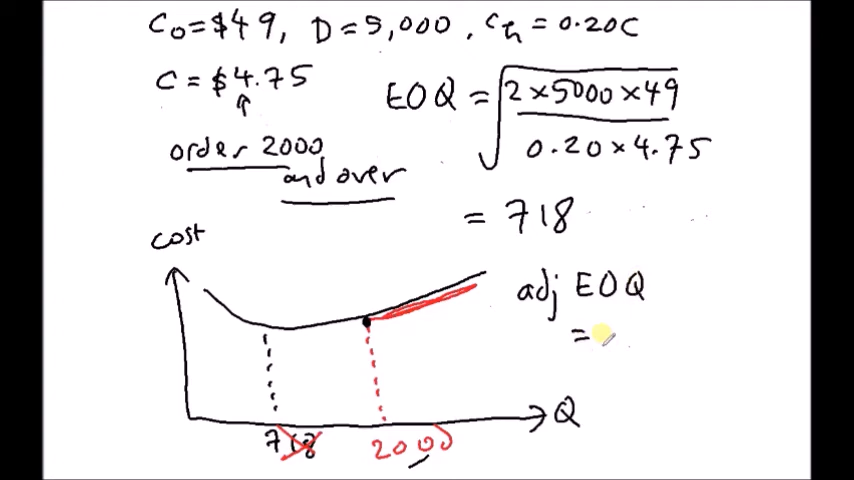 C₀=$49, D=5,000, Cₕ=0.20C
C=$4.75
EOQ = √(2×5000×49
0.20×4.75
order 2000
and over
= 718
cost
adj EOQ
=
Q
718
2000